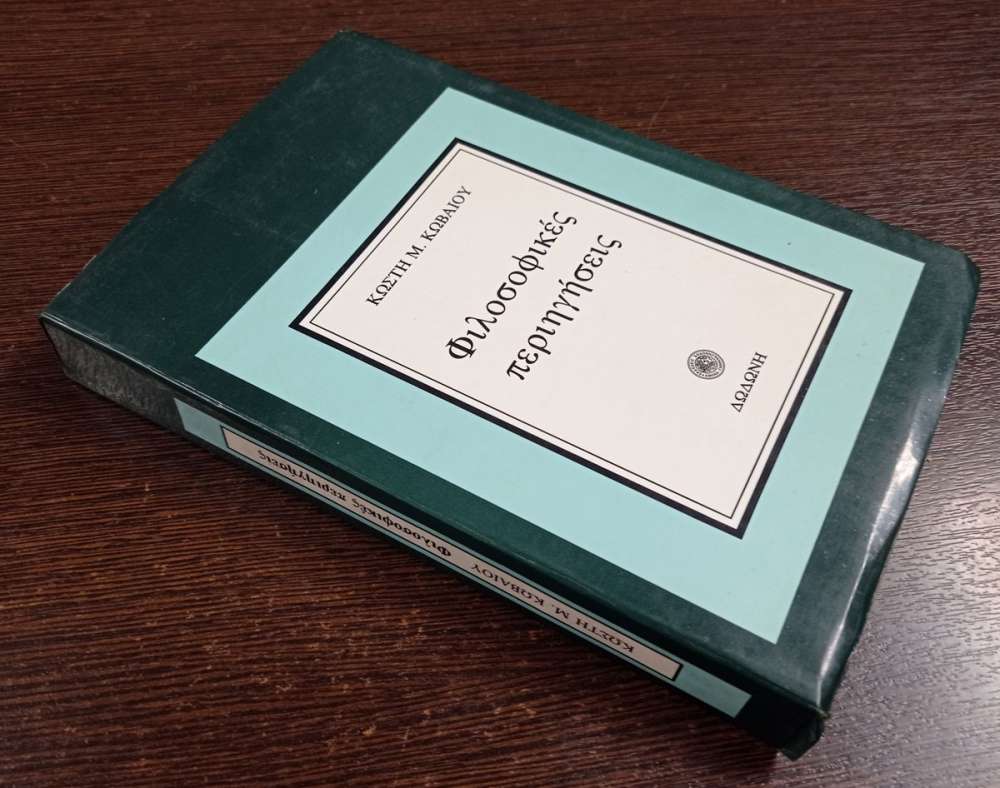 ΚΩΣΤΗ Μ. ΚΩΒΑΙΟΥ
Φιλοσοφικές
περιηγήσεις
ΔΩΔΩΝΗ
ΚΩΣΤΗ Μ. ΚΩΒΑΙΟΥ Φιλοσοφικές περιηγήσεις